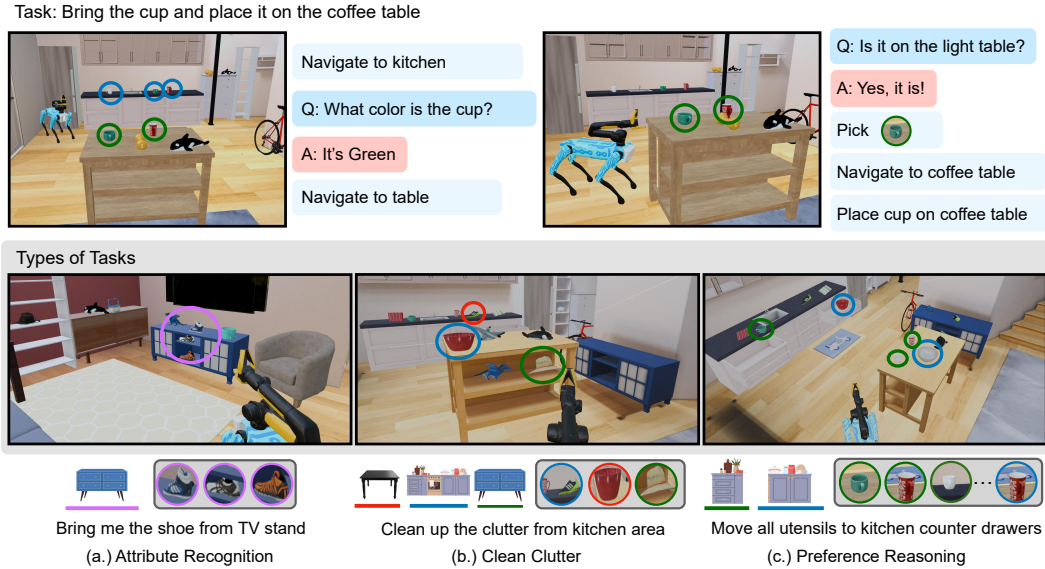 Task: Bring the cup and place it on the coffee table
Navigate to kitchen
Q: What color is the cup?
A: It's Green
Navigate to table
Q: Is it on the light table?
A: Yes, it is!
Pick
Navigate to coffee table
Place cup on coffee table
Types of Tasks
Bring me the shoe from TV stand
(a.) Attribute Recognition
Clean up the clutter from kitchen area
(b.) Clean Clutter
Move all utensils to kitchen counter drawers
(c.) Preference Reasoning